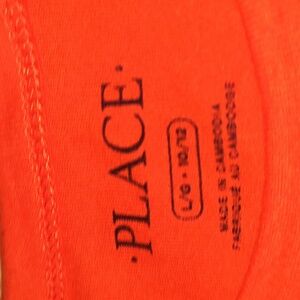 ·PLACE·
L/G · 10/12
MADE IN CAMBODIA
FABRIQUÉ AU CAMBODGE